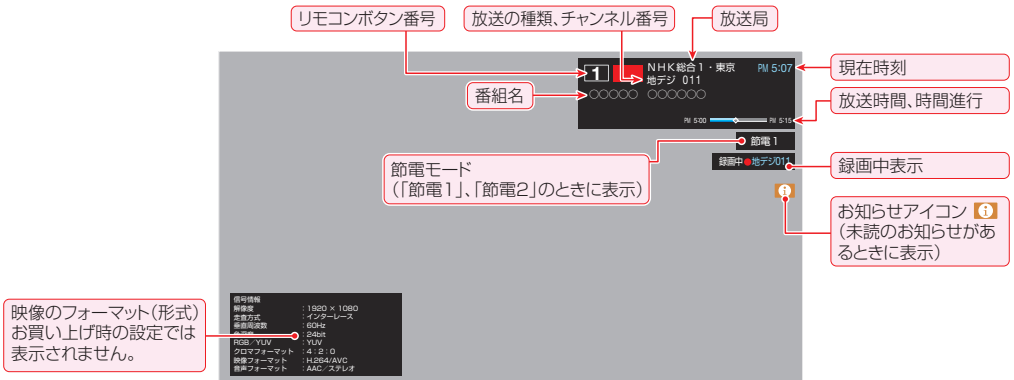 リモコンボタン番号
放送の種類、チャンネル番号
放送局
1
NHK総合1・東京
PM 5:07
地デジ 011
○○○○○ ○○○○○○
PM 5:00
PM 5:15
現在時刻
番組名
放送時間、時間進行
節電 1
録画中●地デジ011
節電モード
(「節電1」、「節電2」のときに表示)
録画中表示
お知らせアイコン
(未読のお知らせがあ
るときに表示)
映像のフォーマット(形式)
お買い上げ時の設定では
表示されません。
信号情報
解像度 :1920 × 1080
走査方式 :インターレース
垂直周波数 :60Hz
:24bit
RGB/YUV :YUV
クロマフォーマット :4:2:0
映像フォーマット :H.264/AVC
音声フォーマット :AAC/ステレオ